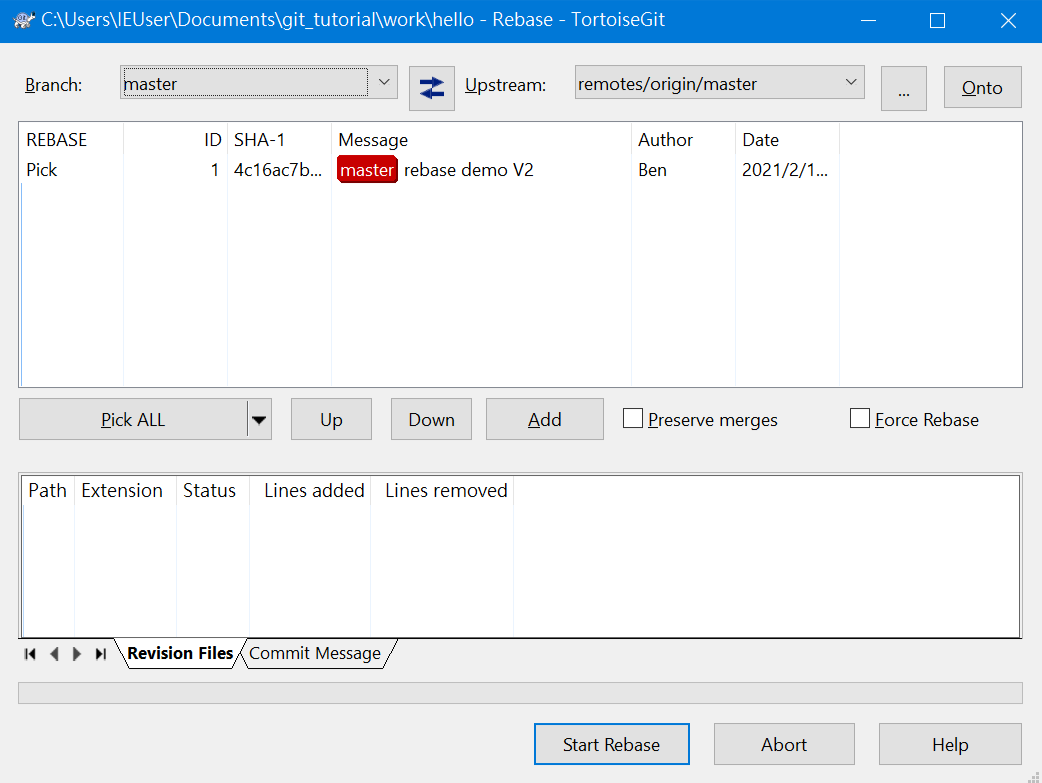 C:\Users\IEUser\Documents\git_tutorial\work\hello - Rebase - TortoiseGit
Branch: master Upstream: remotes/origin/master ... Onto
REBASE ID SHA-1 Message Author Date
Pick 1 4c16ac7b... master rebase demo V2 Ben 2021/2/1...
Pick ALL Up Down Add Preserve merges Force Rebase
Path Extension Status Lines added Lines removed
Revision Files Commit Message
Start Rebase Abort Help